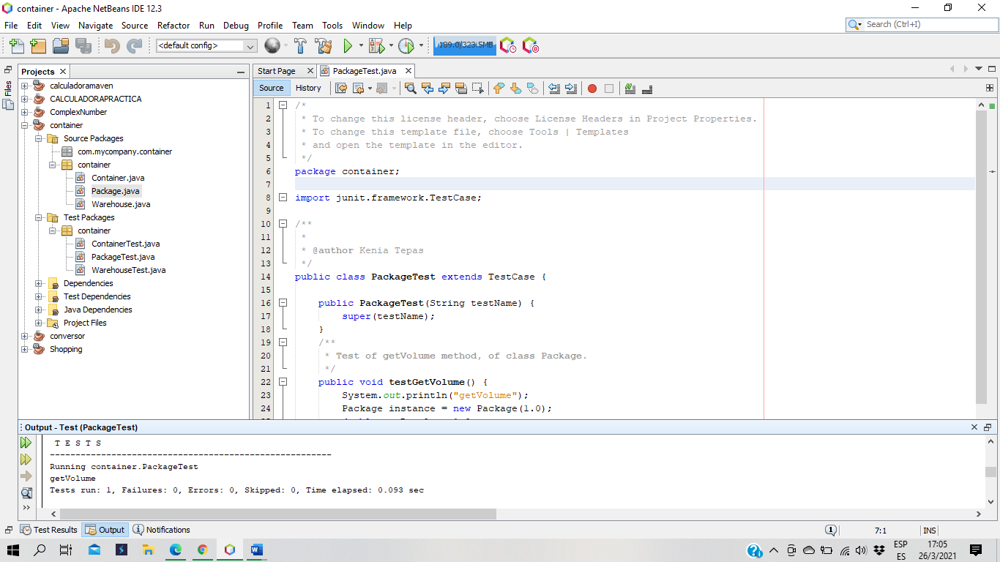 container - Apache NetBeans IDE 12.3
File Edit View Navigate Source Refactor Run Debug Profile Team Tools Window Help
Search (Ctrl+I)
<default config>
189.0/323.5MB
Files
Projects
calculadoramaven
CALCULADORAPRACTICA
ComplexNumber
container
Source Packages
com.mycompany.container
container
Container.java
Package.java
Warehouse.java
Test Packages
container
ContainerTest.java
PackageTest.java
WarehouseTest.java
Dependencies
Test Dependencies
Java Dependencies
Project Files
conversor
Shopping
Start Page PackageTest.java
Source History
1 /*
2 * To change this license header, choose License Headers in Project Properties.
3 * To change this template file, choose Tools | Templates
4 * and open the template in the editor.
5 */
6 package container;
7
8 import junit.framework.TestCase;
9
10 /**
11 *
12 * @author Kenia Tepas
13 */
14 public class PackageTest extends TestCase {
15
16 public PackageTest(String testName) {
17 super(testName);
18 }
19 /**
20 * Test of getVolume method, of class Package.
21 */
22 public void testGetVolume() {
23 System.out.println("getVolume");
24 Package instance = new Package(1.0);
Output - Test (PackageTest)
T E S T S
-------------------------------------------------------
Running container.PackageTest
getVolume
Tests run: 1, Failures: 0, Errors: 0, Skipped: 0, Time elapsed: 0.093 sec
Test Results Output Notifications
1 7:1 INS
ESP
ES
17:05
26/3/2021